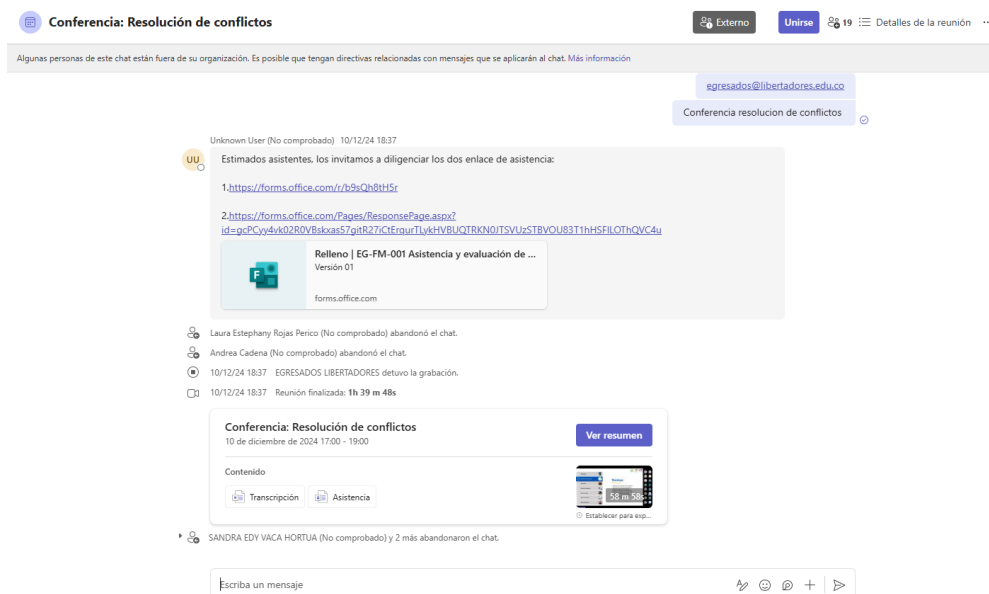 Conferencia: Resolución de conflictos
Externo
Unirse
19
Detalles de la reunión
Algunas personas de este chat están fuera de su organización. Es posible que tengan directivas relacionadas con mensajes que se aplicarán al chat. Más información
egresados@libertadores.edu.co
Conferencia resolucion de conflictos
Unknown User (No comprobado) 10/12/24 18:37
UU
Estimados asistentes, los invitamos a diligenciar los dos enlace de asistencia:
1.https://forms.office.com/r/b9sQh8tH5r
2.https://forms.office.com/Pages/ResponsePage.aspx?
id=gcPCyy4vk02R0VBskxas57gitR27iCtErqurTLykHVBUQTRKN0JTSVUzSTBVOU83T1hHSFlLOThQVC4u
Relleno | EG-FM-001 Asistencia y evaluación de ...
Versión 01
forms.office.com
Laura Estephany Rojas Perico (No comprobado) abandonó el chat.
Andrea Cadena (No comprobado) abandonó el chat.
10/12/24 18:37 EGRESADOS LIBERTADORES detuvo la grabación.
10/12/24 18:37 Reunión finalizada: 1h 39 m 48s
Conferencia: Resolución de conflictos
10 de diciembre de 2024 17:00 - 19:00
Ver resumen
Contenido
Transcripción
Asistencia
58 m 58s
Establecer para exp...
SANDRA EDY VACA HORTUA (No comprobado) y 2 más abandonaron el chat.
Escriba un mensaje